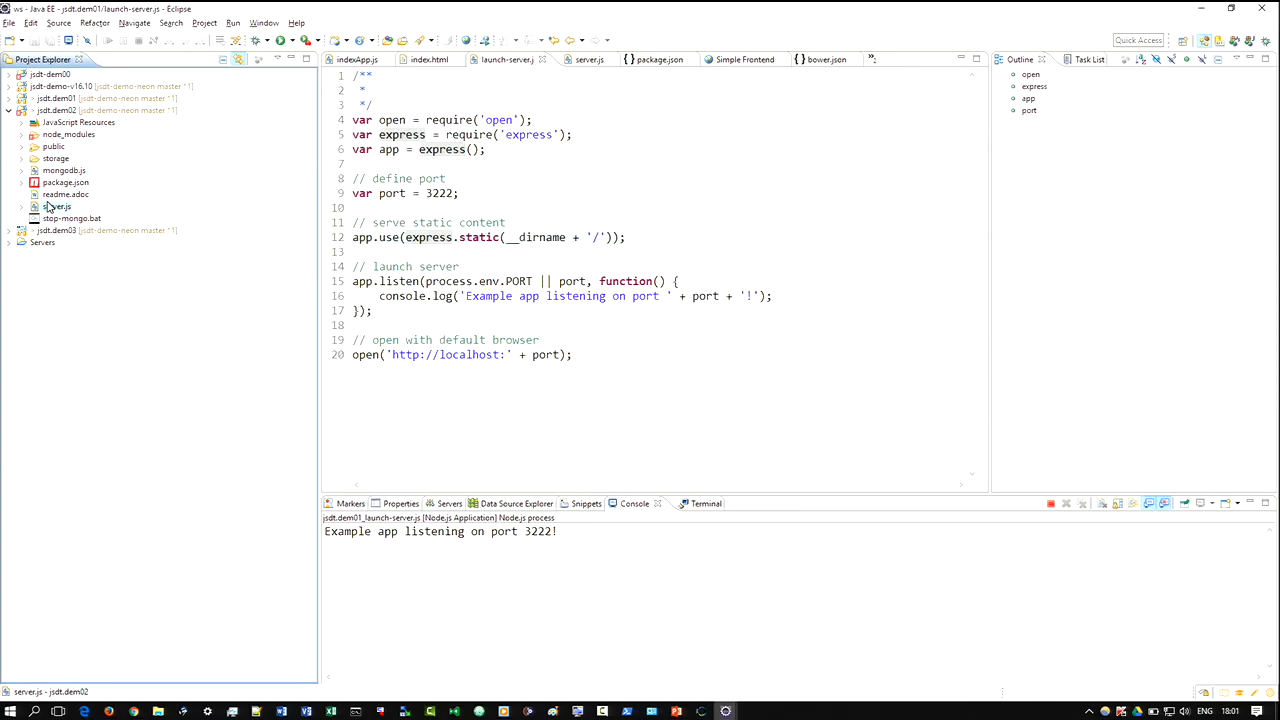 ws - Java EE - jsdt.dem01/launch-server.js - Eclipse
File Edit Source Refactor Navigate Search Project Run Window Help
Quick Access
Project Explorer
jsdt-dem00
jsdt-demo-v16.10 [jsdt-demo-neon master ↑1]
> jsdt.dem01 [jsdt-demo-neon master ↑1]
> jsdt.dem02 [jsdt-demo-neon master ↑1]
JavaScript Resources
node_modules
public
storage
mongodb.js
package.json
readme.adoc
server.js
stop-mongo.bat
> jsdt.dem03 [jsdt-demo-neon master ↑1]
Servers
indexApp.js index.html launch-server.j server.js package.json Simple Frontend bower.json
1 /**
2 *
3 */
4 var open = require('open');
5 var express = require('express');
6 var app = express();
7
8 // define port
9 var port = 3222;
10
11 // serve static content
12 app.use(express.static(__dirname + '/'));
13
14 // launch server
15 app.listen(process.env.PORT || port, function() {
16 console.log('Example app listening on port ' + port + '!');
17 });
18
19 // open with default browser
20 open('http://localhost:' + port);
Outline Task List
open
express
app
port
Markers Properties Servers Data Source Explorer Snippets Console Terminal
jsdt.dem01_launch-server.js [Node.js Application] Node.js process
Example app listening on port 3222!
server.js - jsdt.dem02
18:01